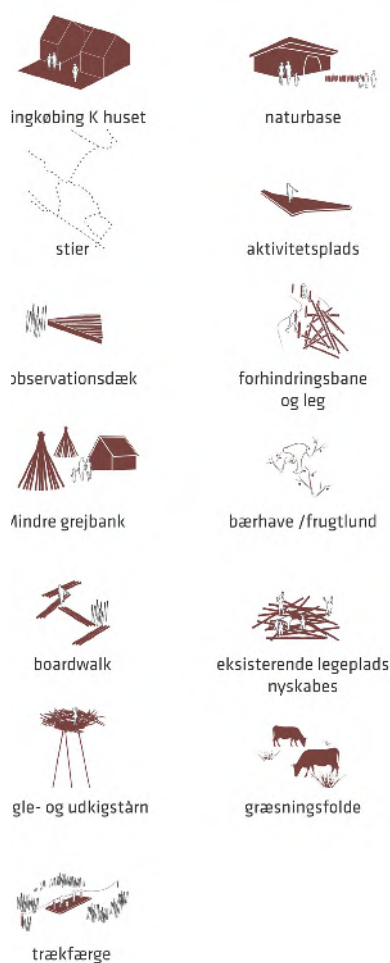 ingkøbing K huset
naturbase
stier
aktivitetsplads
observationsdæk
forhindringsbane
og leg
Mindre grejbank
bærhave /frugtlund
boardwalk
eksisterende legeplads
nyskabes
gle- og udkigstårn
græsningsfolde
trækfærge